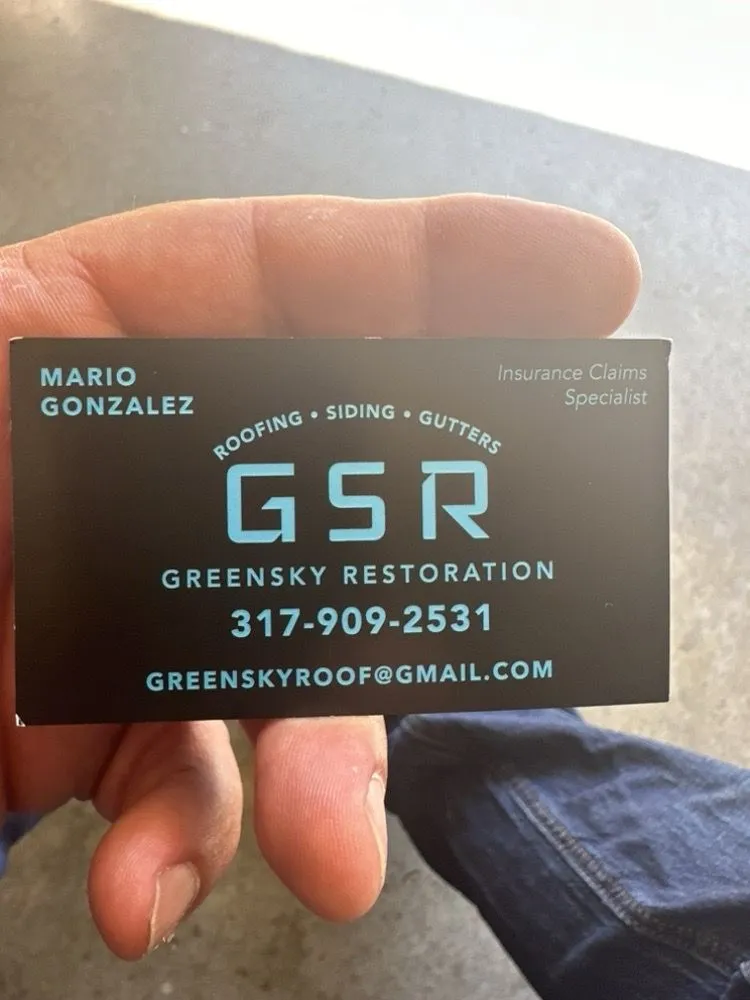 MARIO
GONZALEZ
Insurance Claims
Specialist
ROOFING • SIDING • GUTTERS
GSR
GREENSKY RESTORATION
317-909-2531
GREENSKYROOF@GMAIL.COM